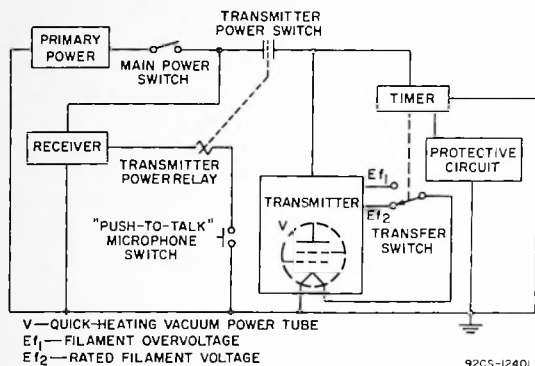 TRANSMITTER
POWER SWITCH
PRIMARY
POWER
MAIN POWER
SWITCH
TIMER
RECEIVER
TRANSMITTER
POWER RELAY
PROTECTIVE
CIRCUIT
"PUSH-TO-TALK"
MICROPHONE
SWITCH
TRANSMITTER
V
Ef1
Ef2
TRANSFER
SWITCH
V—QUICK-HEATING VACUUM POWER TUBE
Ef1—FILAMENT OVERVOLTAGE
Ef2—RATED FILAMENT VOLTAGE
92CS-12401